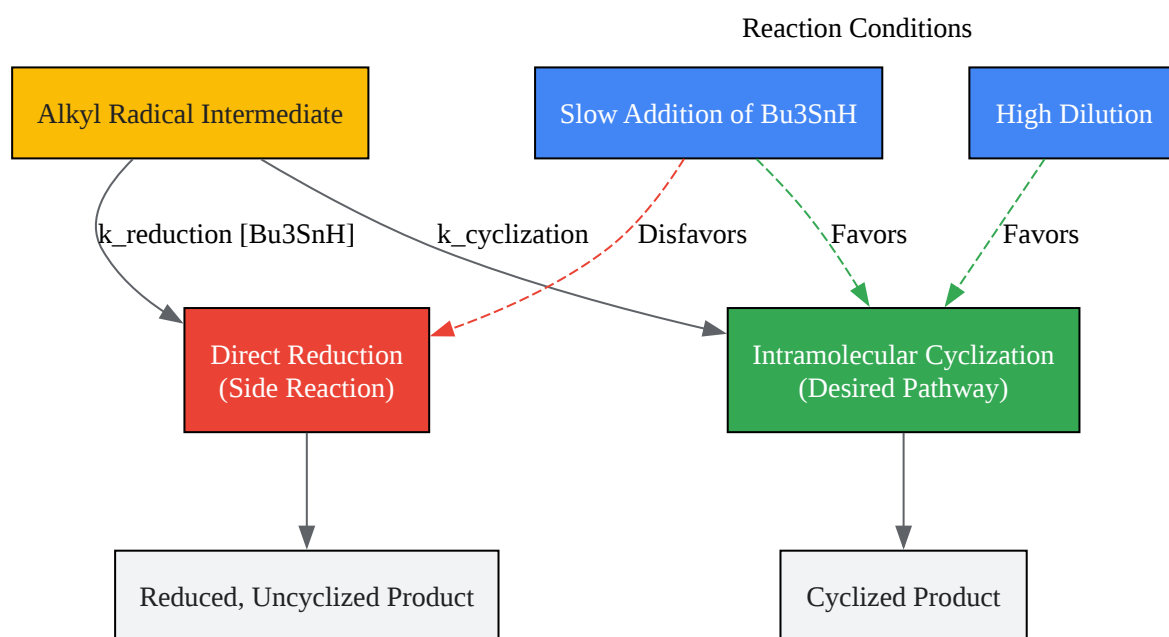 Reaction Conditions
Alkyl Radical Intermediate
Slow Addition of Bu3SnH
High Dilution
k_reduction [Bu3SnH]
k_cyclization
Disfavors
Favors
Favors
Direct Reduction
(Side Reaction)
Intramolecular Cyclization
(Desired Pathway)
Reduced, Uncyclized Product
Cyclized Product